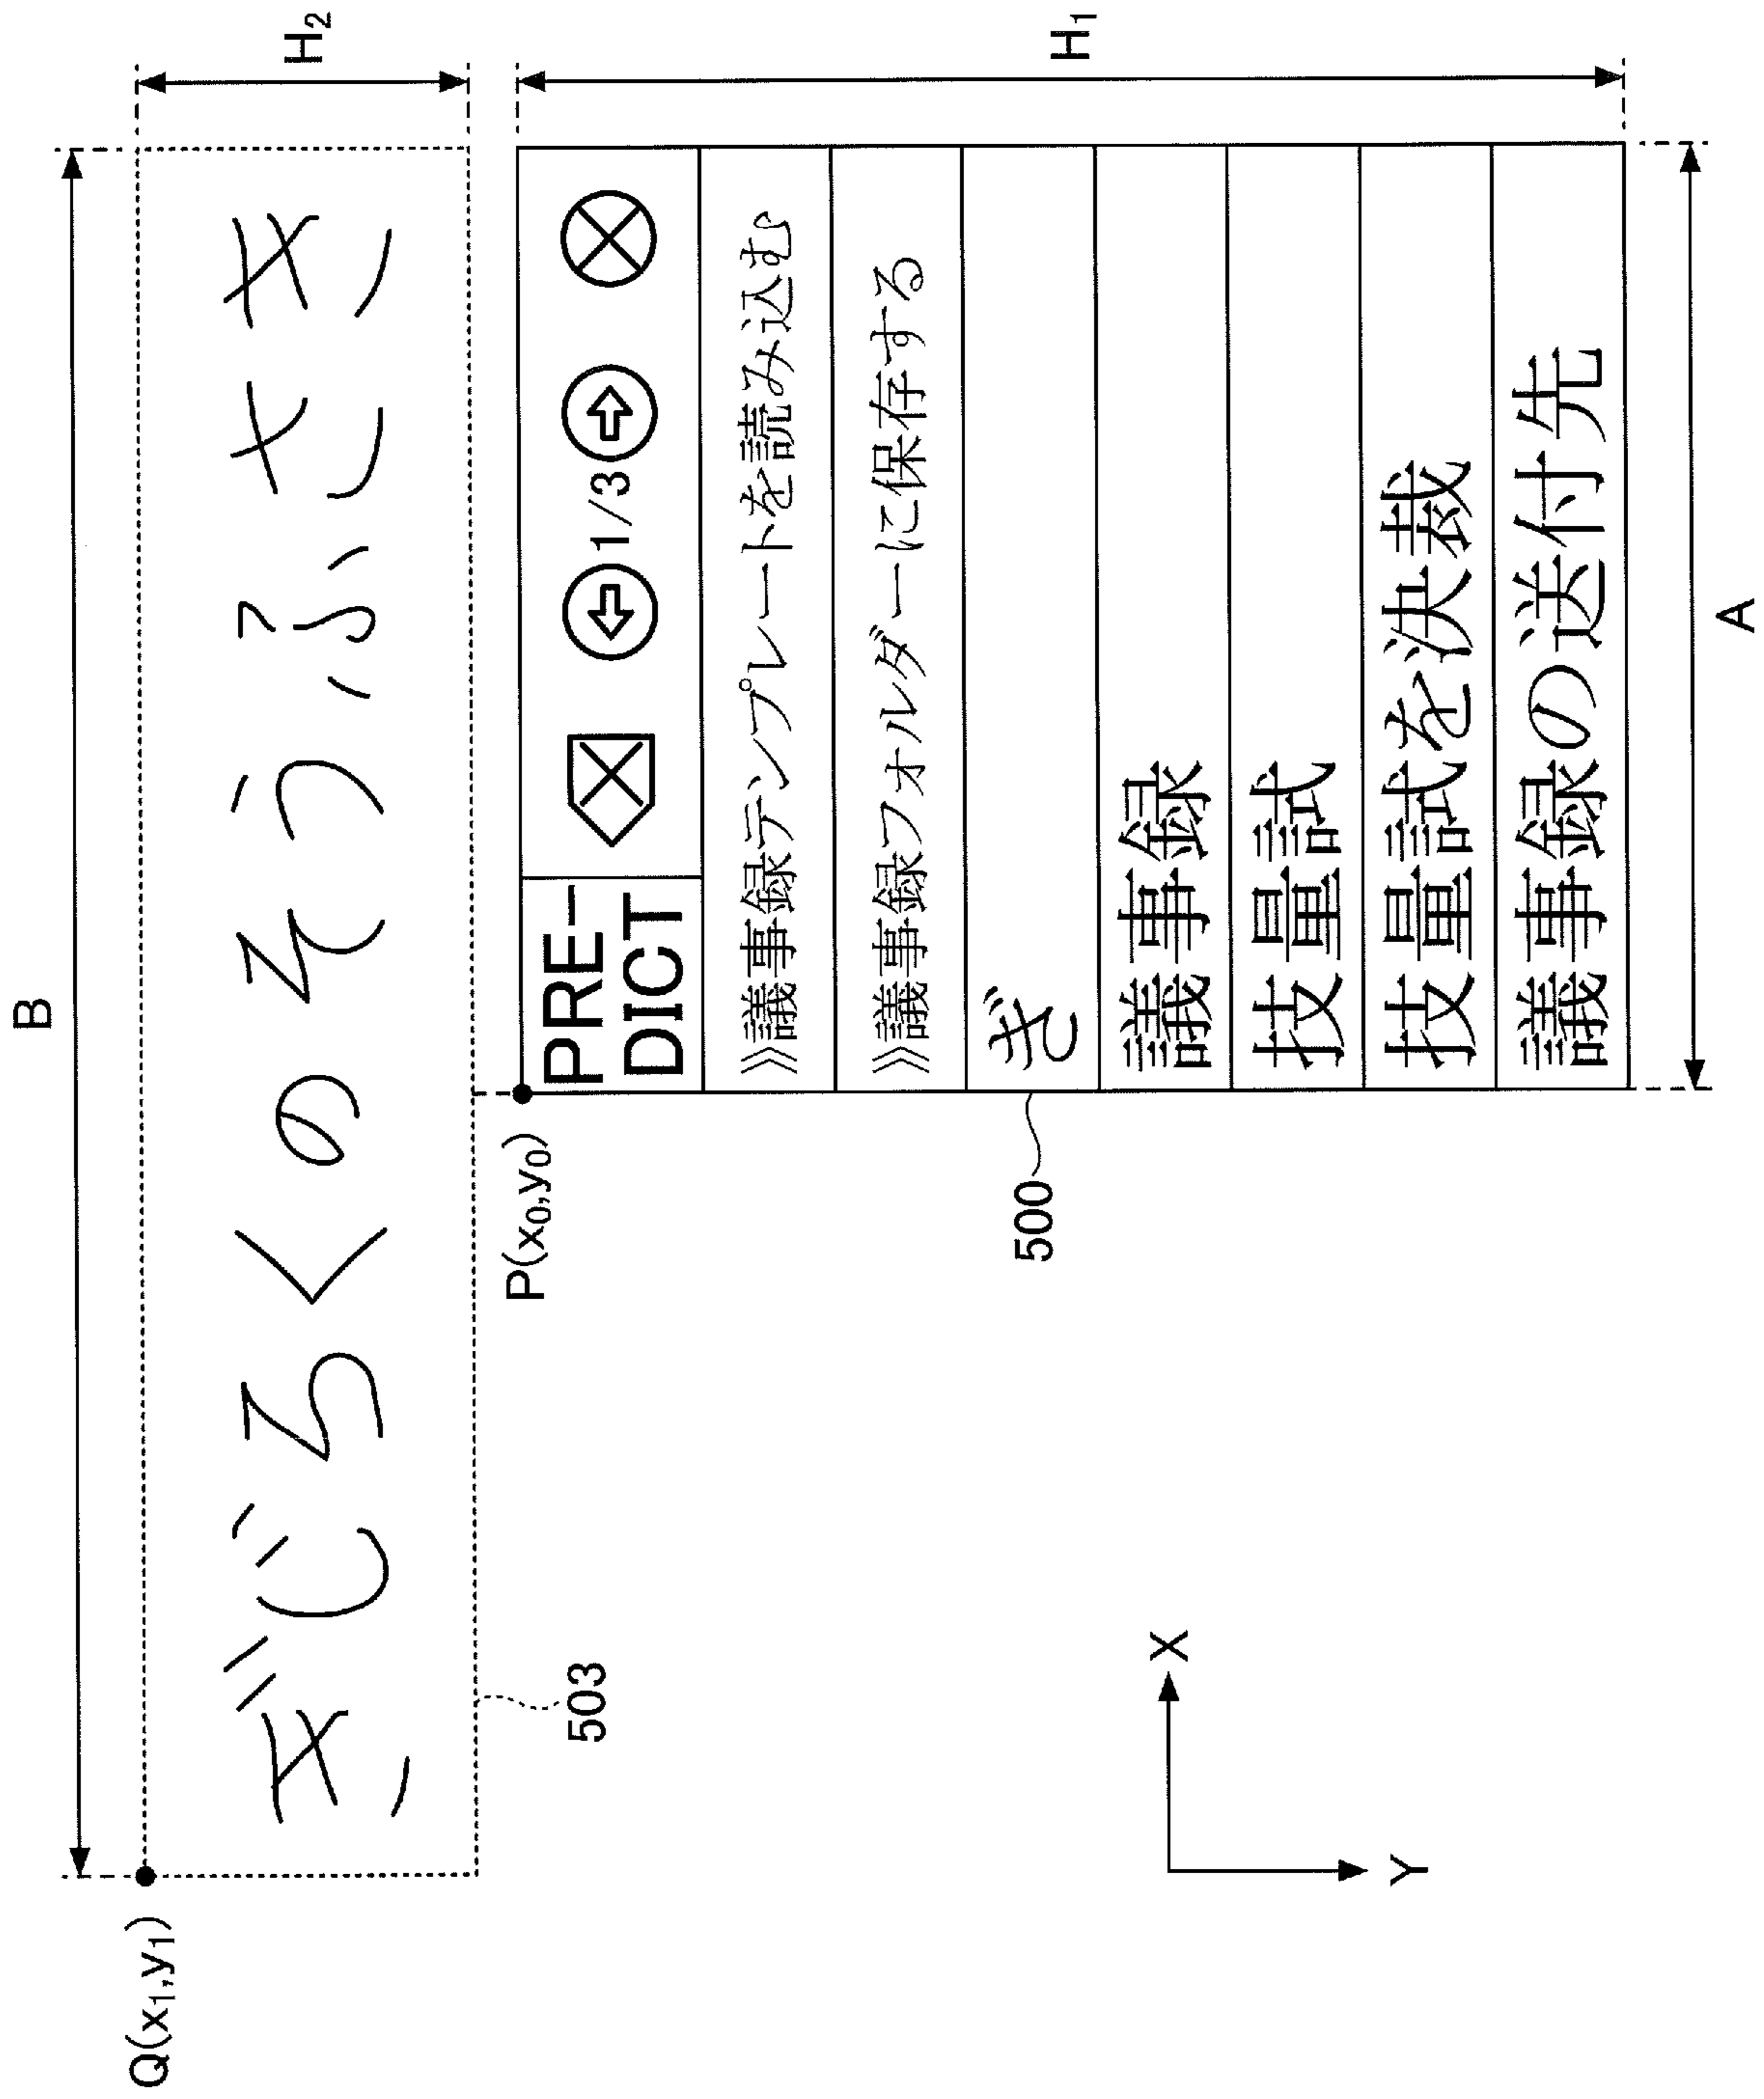 B
Q(x1,y1)
ぎじろくのそうふさき
H2
503
P(x0,y0)
PRE-
DICT
1/3
》議事録テンプレートを読み込む
》議事録フォルダーに保存する
ぎ
議事録
技量試
技量試を決裁
議事録の送付先
H1
500
A
X
Y